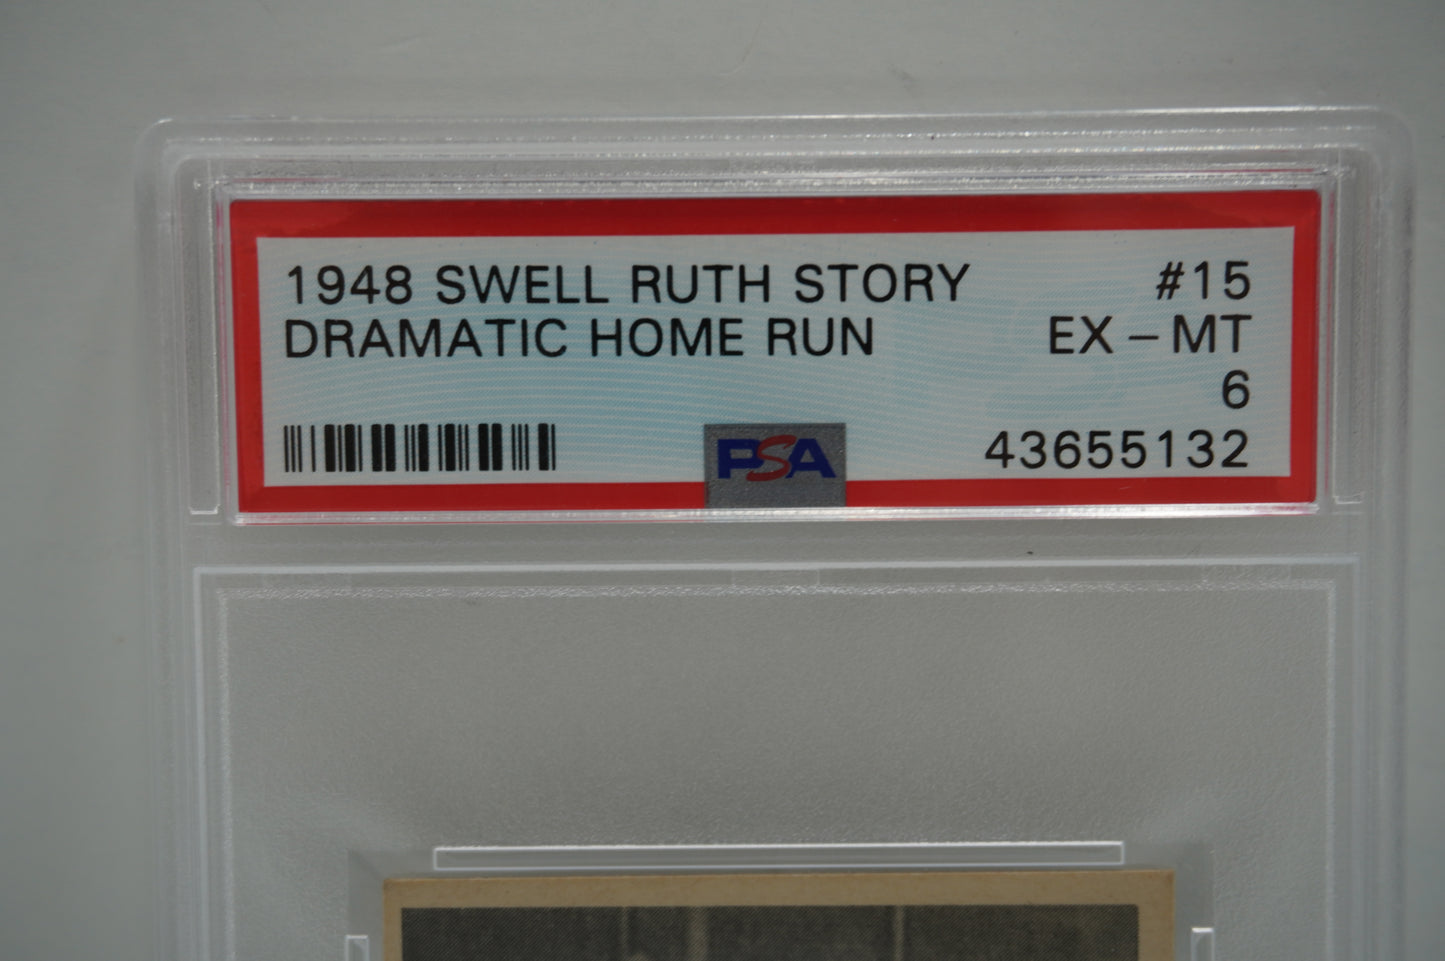 1948 SWELL RUTH STORY #15
DRAMATIC HOME RUN EX - MT
6
PSA 43655132